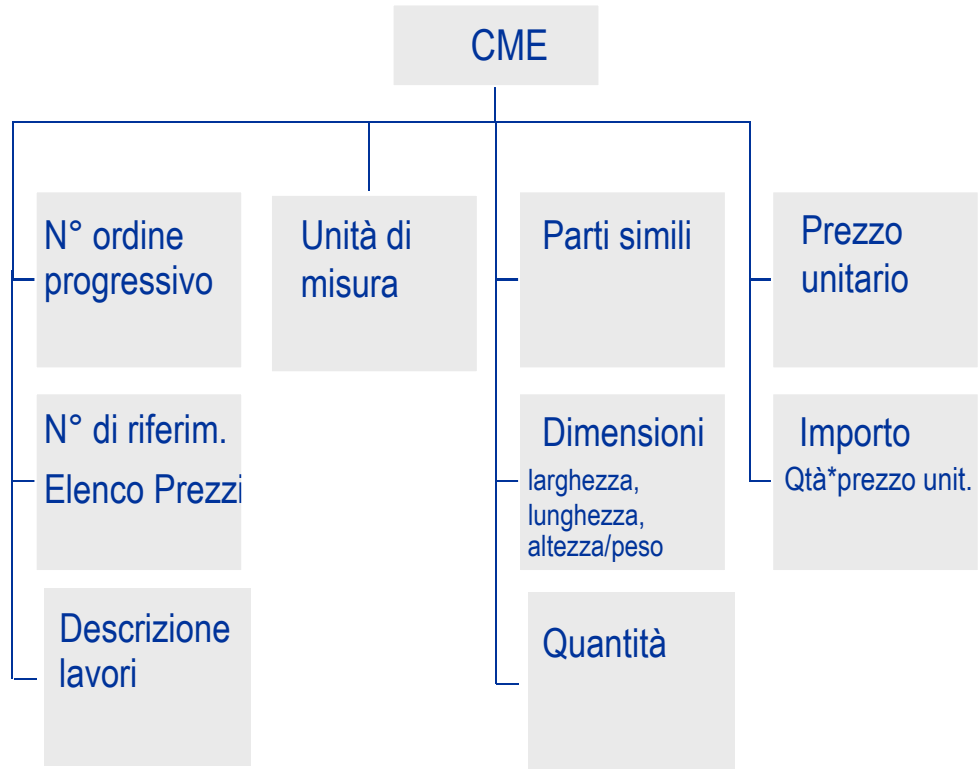 CME
N° ordine
progressivo
Unità di
misura
Parti simili
Prezzo
unitario
N° di riferim.
Elenco Prezzi
Dimensioni
larghezza,
lunghezza,
altezza/peso
Importo
Qtà*prezzo unit.
Descrizione
lavori
Quantità